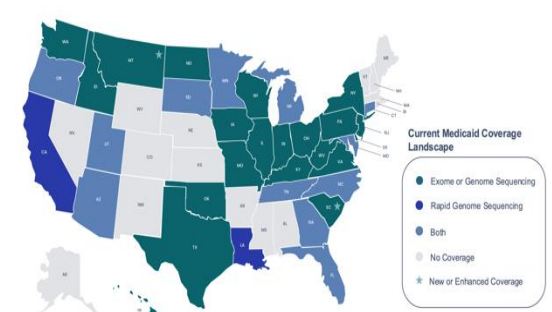 WA
MT
ND
MN
OR
ID
SD
WI
MI
WY
IA
NE
NV
UT
CO
KS
MO
IL
IN
OH
PA
NY
VT
ME
NH
MA
RI
CT
NJ
DE
MD
WV
VA
KY
CA
AZ
NM
OK
AR
TN
NC
SC
TX
LA
MS
AL
GA
FL
AK
Current Medicaid Coverage
Landscape
Exome or Genome Sequencing
Rapid Genome Sequencing
Both
No Coverage
New or Enhanced Coverage